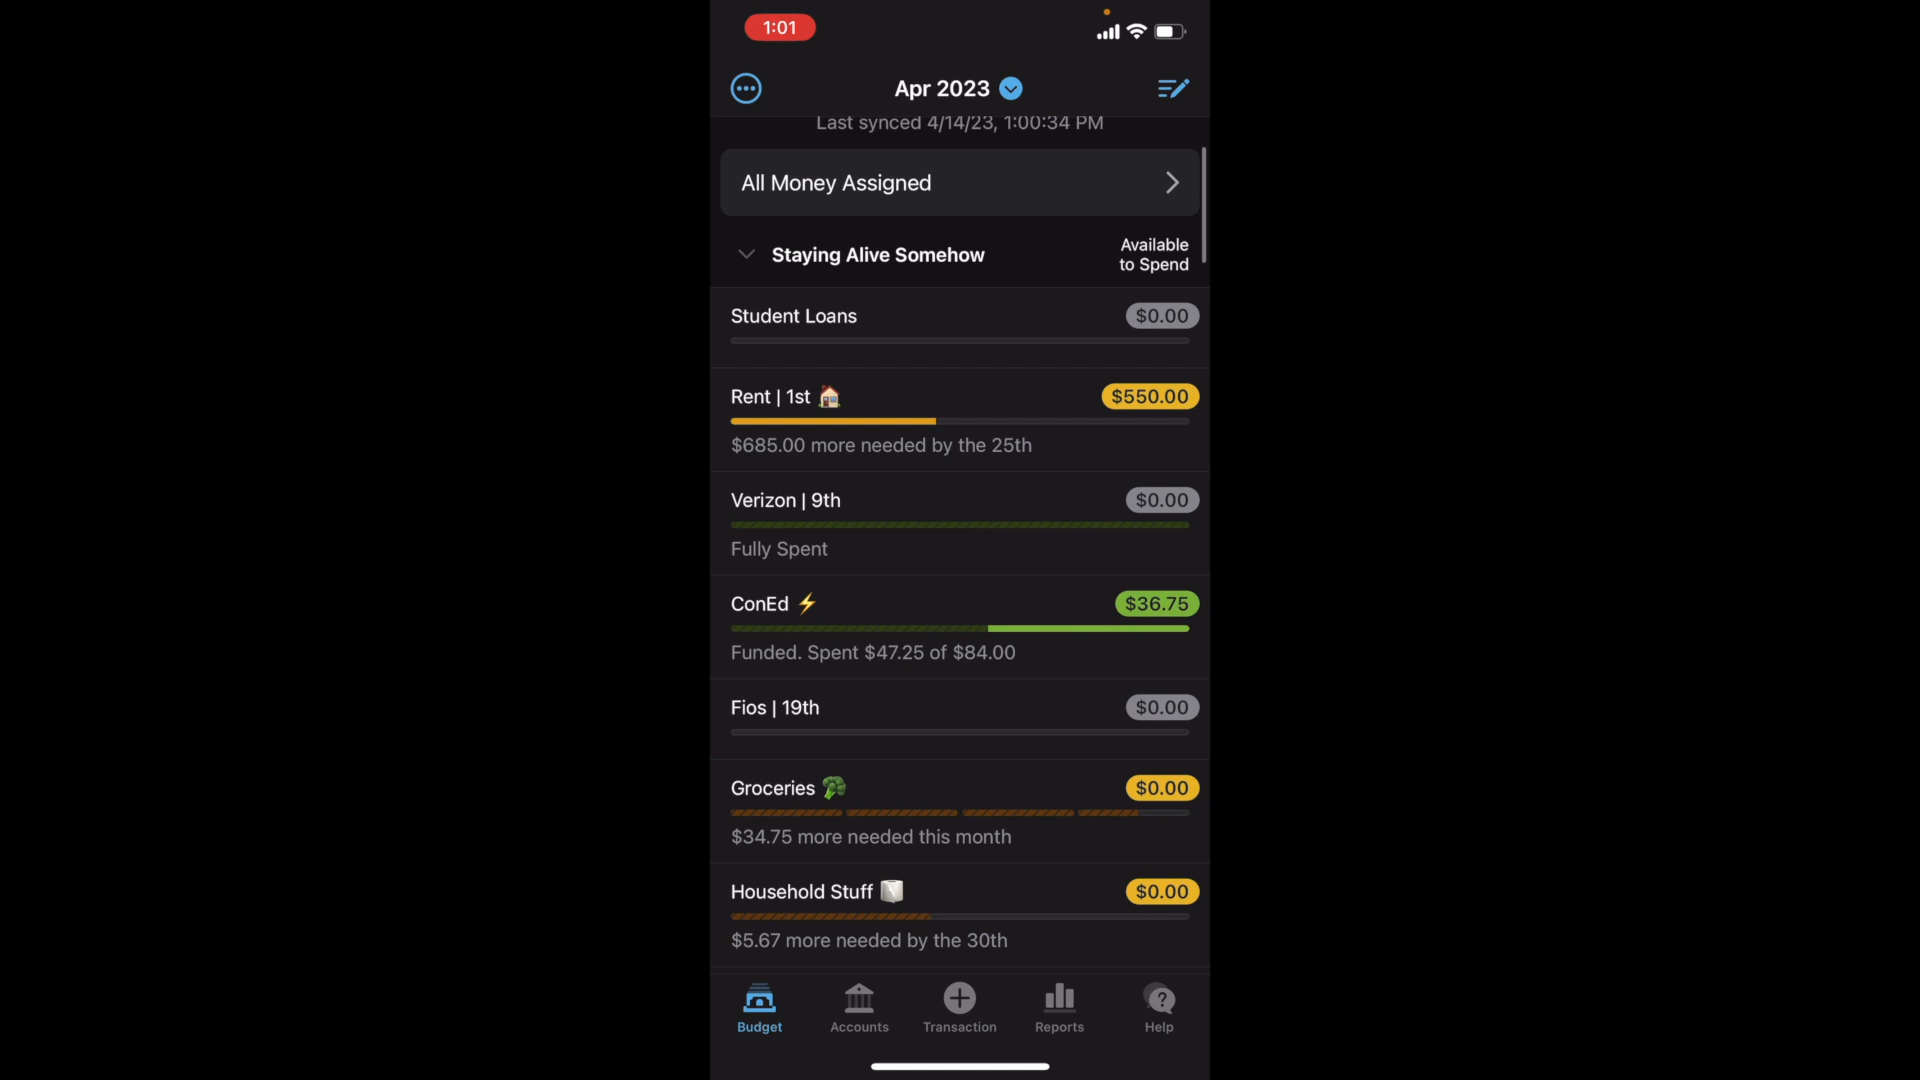 1:01
Apr 2023
Last synced 4/14/23, 1:00:34 PM
All Money Assigned
Staying Alive Somehow
Available
to Spend
Student Loans $0.00
Rent | 1st 🏠 $550.00
$685.00 more needed by the 25th
Verizon | 9th $0.00
Fully Spent
ConEd ⚡ $36.75
Funded. Spent $47.25 of $84.00
Fios | 19th $0.00
Groceries 🥦 $0.00
$34.75 more needed this month
Household Stuff 🧻 $0.00
$5.67 more needed by the 30th
Budget Accounts Transaction Reports Help